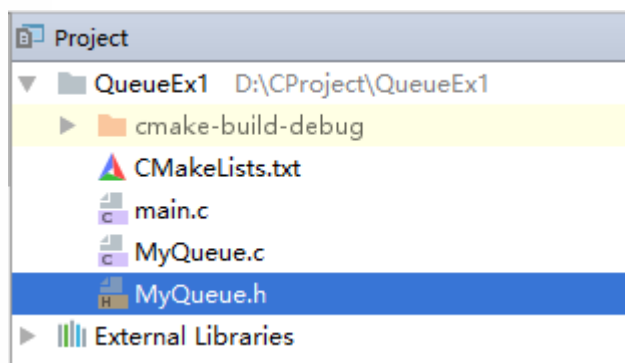 Project
QueueEx1 D:\CProject\QueueEx1
cmake-build-debug
CMakeLists.txt
main.c
MyQueue.c
MyQueue.h
External Libraries